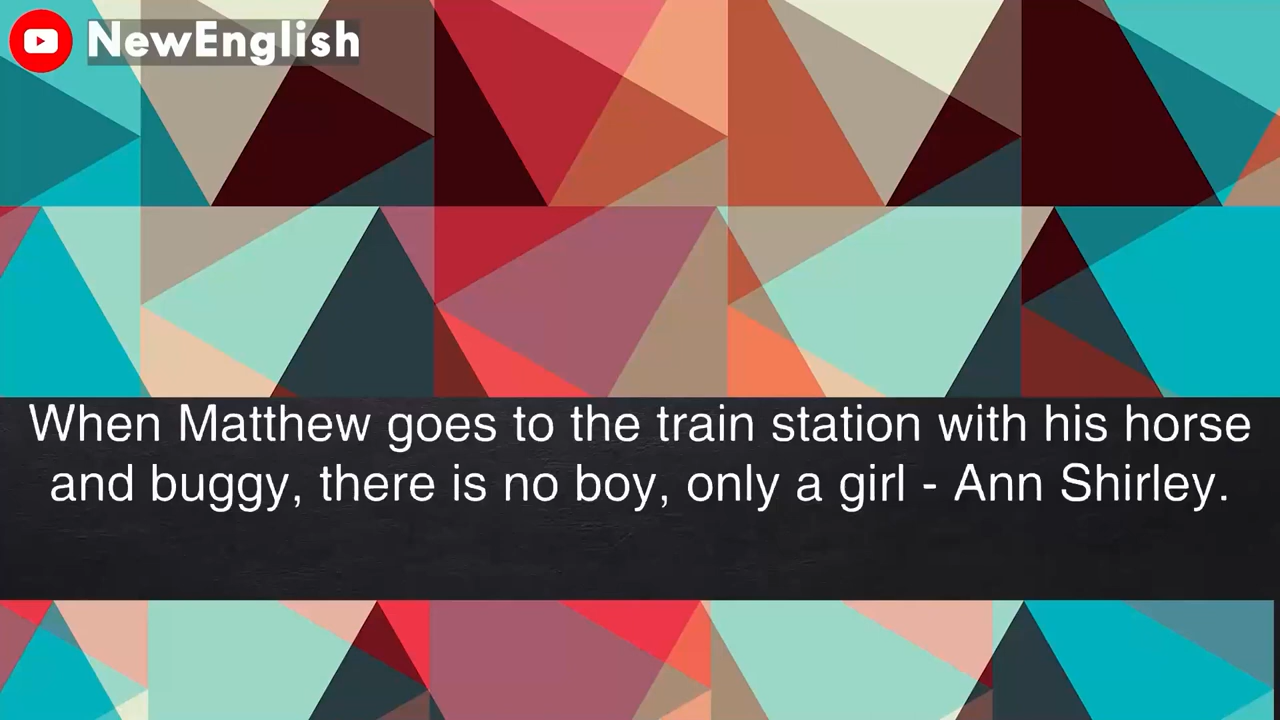 NewEnglish
When Matthew goes to the train station with his horse
and buggy, there is no boy, only a girl - Ann Shirley.